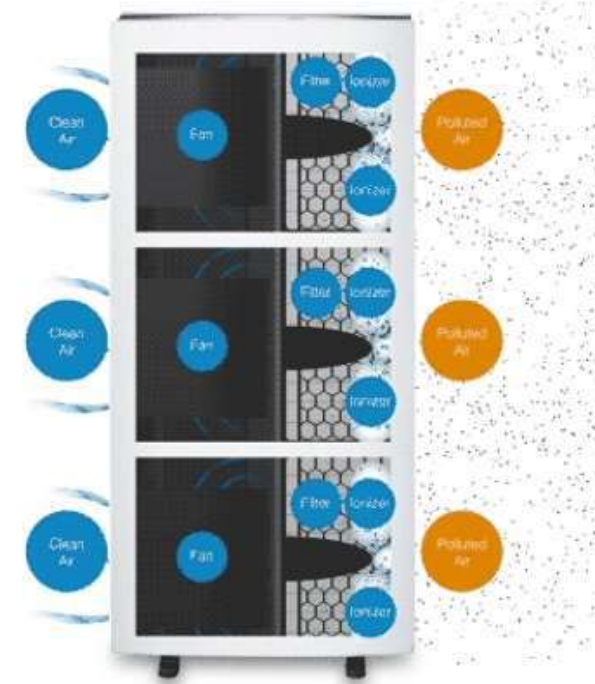 Filter
Ionizer
Clean
Air
Fan
Polluted
Air
Ionizer
Filter
Ionizer
Clean
Air
Fan
Polluted
Air
Ionizer
Filter
Ionizer
Clean
Air
Fan
Polluted
Air
Ionizer